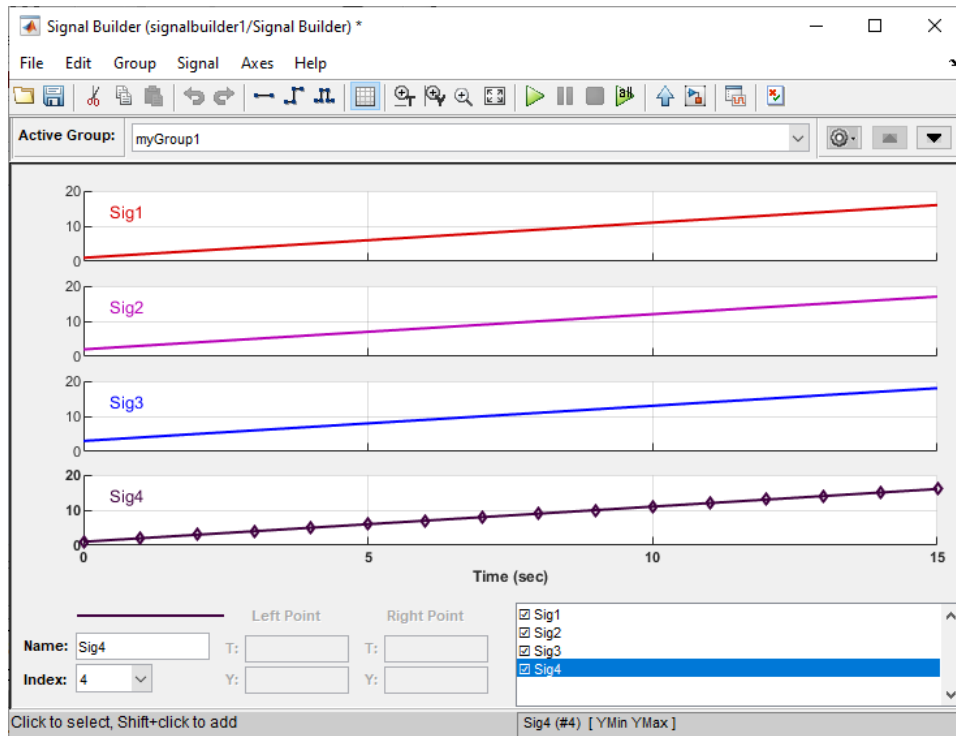 Signal Builder (signalbuilder1/Signal Builder) *
File Edit Group Signal Axes Help
all
Active Group: myGroup1
20
10
0
Sig1
20
10
0
Sig2
20
10
0
Sig3
20
10
0
Sig4
0 5 10 15
Time (sec)
Left Point Right Point
Name: Sig4 T: T:
Index: 4 Y: Y:
Sig1
Sig2
Sig3
Sig4
Click to select, Shift+click to add Sig4 (#4) [ YMin YMax ]